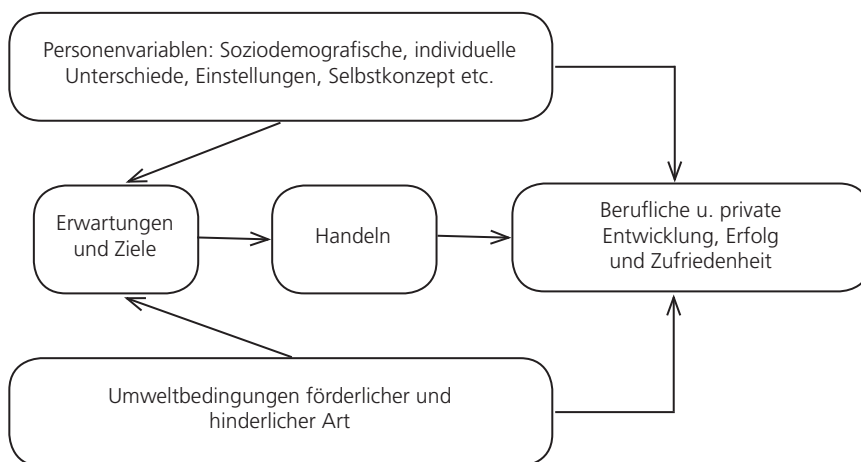 Personenvariablen: Soziodemografische, individuelle
Unterschiede, Einstellungen, Selbstkonzept etc.
Erwartungen
und Ziele
Handeln
Berufliche u. private
Entwicklung, Erfolg
und Zufriedenheit
Umweltbedingungen förderlicher und
hinderlicher Art